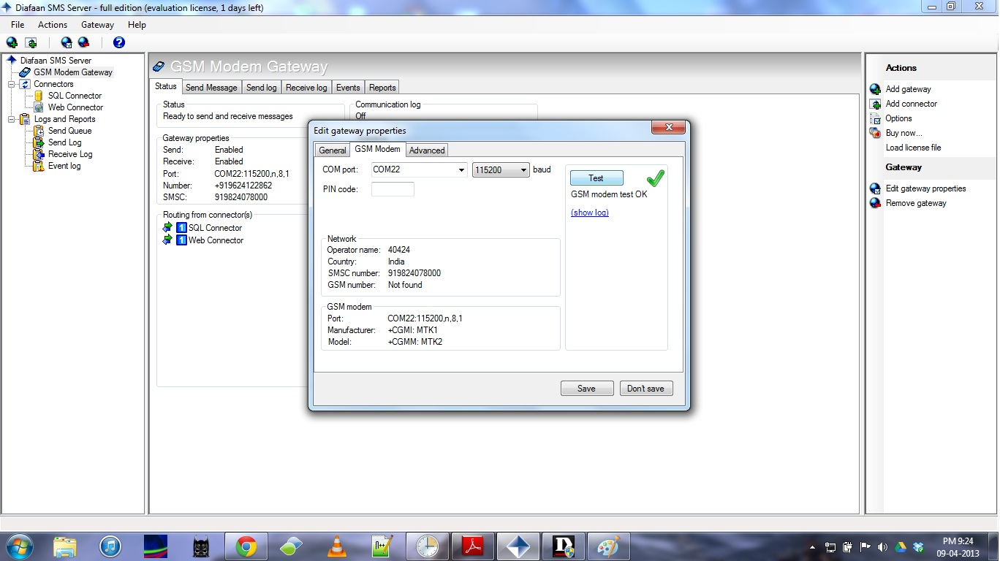 Diafaan SMS Server - full edition (evaluation license, 1 days left)
File Actions Gateway Help
Diafaan SMS Server
GSM Modem Gateway
Connectors
SQL Connector
Web Connector
Logs and Reports
Send Queue
Send Log
Receive Log
Event log
GSM Modem Gateway
Status Send Message Send log Receive log Events Reports
Status
Ready to send and receive messages
Communication log
Off
Gateway properties
Send: Enabled
Receive: Enabled
Port: COM22:115200,n,8,1
Number: +919624122862
SMSC: 919824078000
Routing from connector(s)
1 SQL Connector
1 Web Connector
Edit gateway properties
General GSM Modem Advanced
COM port: COM22 115200 baud
PIN code:
Test
GSM modem test OK
(show log)
Network
Operator name: 40424
Country: India
SMSC number: 919824078000
GSM number: Not found
GSM modem
Port: COM22:115200,n,8,1
Manufacturer: +CGMI: MTK1
Model: +CGMM: MTK2
Save Don't save
Actions
Add gateway
Add connector
Options
Buy now...
Load license file
Gateway
Edit gateway properties
Remove gateway
PM 9:24
09-04-2013